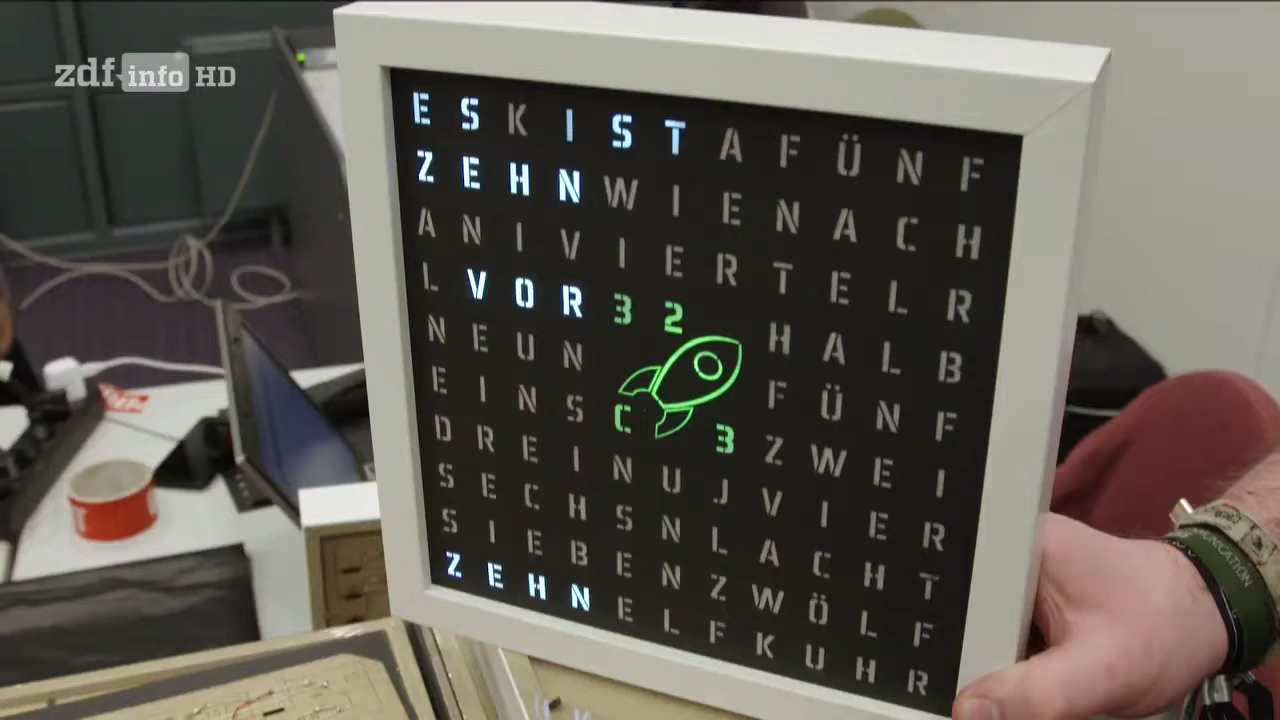 zdf info HD
E S K I S T A F Ü N F
Z E H N W I E N A C H
A N I V I E R T E L R
L V O R 3 2 H A L B
N E U N F Ü N F
E I N S C 3 Z W E I
D R E I N U J V I E R
S E C H S N L A C H T
S I E B E N Z W Ö L F
Z E H N E L F K U H R